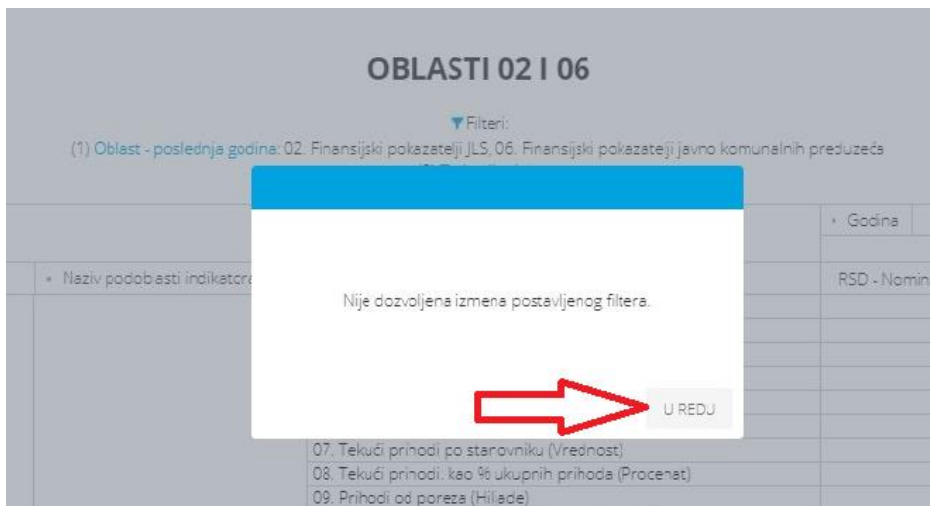 OBLASTI 02 I 06
Filteri:
(1) Oblast - poslednja godina: 02. Finansijski pokazatelji JLS, 06. Finansijski pokazateji javno komunalnih preduzeća
Godina
Naziv podobasti indikatora
RSD - Nomin
Nije dozvoljena izmena postavljenog filtera.
U REDU
07. Tekući prihodi po stanovniku (Vrednost)
08. Tekući prihodi. kao % ukupnih prihoda (Procenat)
09. Prihodi od poreza (Hiljade)